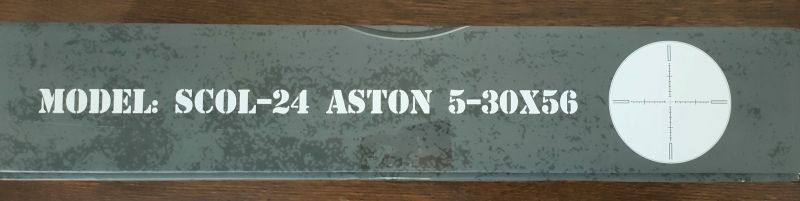 MODEL: SCOL-24 ASTON 5-30X56